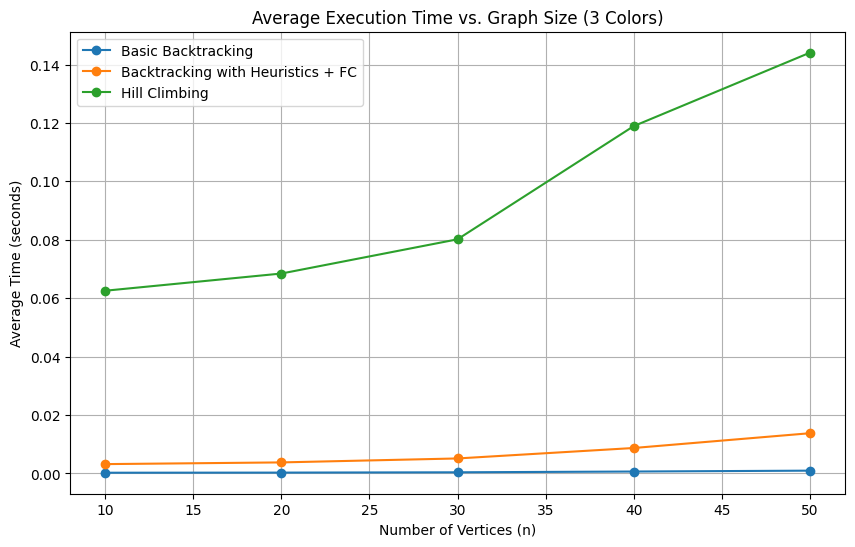 Average Execution Time vs. Graph Size (3 Colors)
Basic Backtracking
Backtracking with Heuristics + FC
Hill Climbing
Average Time (seconds)
0.14
0.12
0.10
0.08
0.06
0.04
0.02
0.00
10 15 20 25 30 35 40 45 50
Number of Vertices (n)